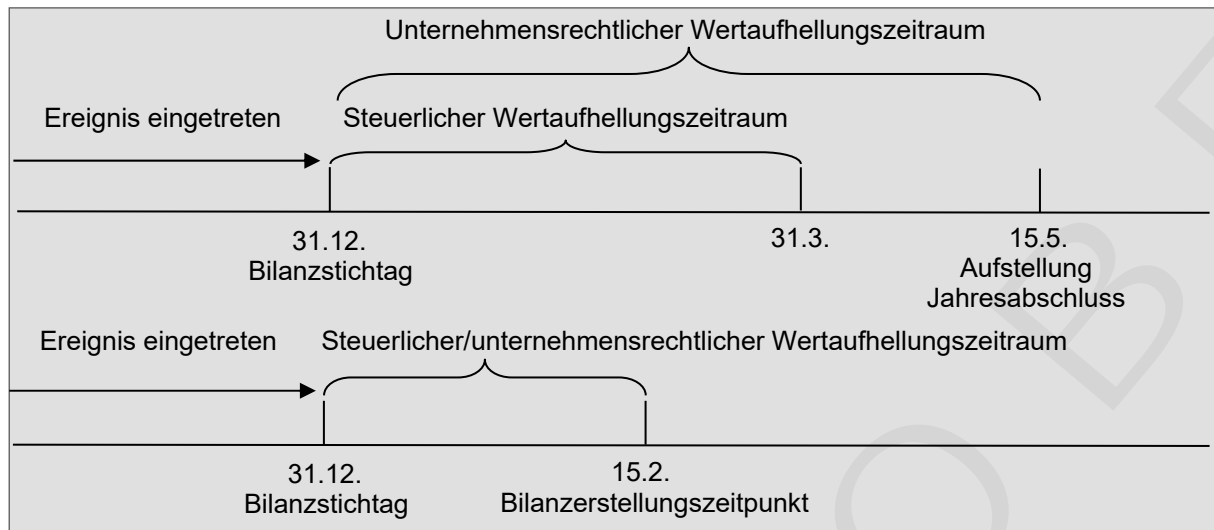 Unternehmensrechtlicher Wertaufhellungszeitraum
Ereignis eingetreten Steuerlicher Wertaufhellungszeitraum
31.12. 31.3. 15.5.
Bilanzstichtag Aufstellung
Jahresabschluss
Ereignis eingetreten Steuerlicher/unternehmensrechtlicher Wertaufhellungszeitraum
31.12. 15.2.
Bilanzstichtag Bilanzerstellungszeitpunkt